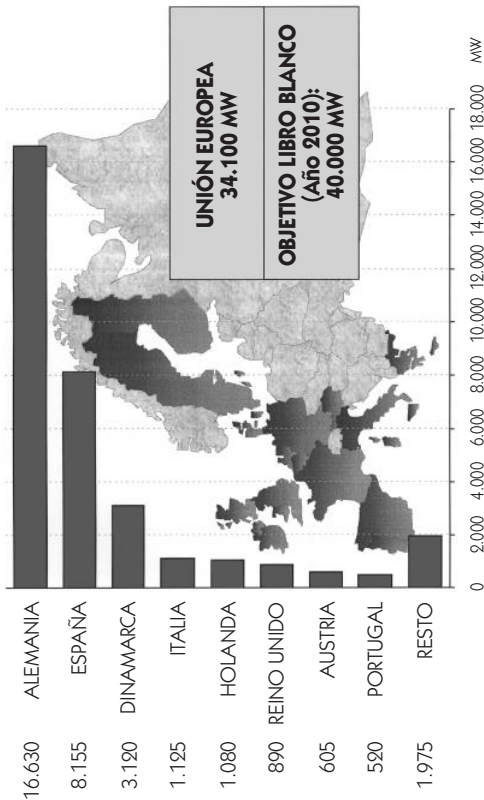 16.630 ALEMANIA
8.155 ESPAÑA
3.120 DINAMARCA
1.125 ITALIA
1.080 HOLANDA
890 REINO UNIDO
605 AUSTRIA
520 PORTUGAL
1.975 RESTO
UNIÓN EUROPEA
34.100 MW
OBJETIVO LIBRO BLANCO
(Año 2010):
40.000 MW
0 2.000 4.000 6.000 8.000 10.000 12.000 14.000 16.000 18.000
MW